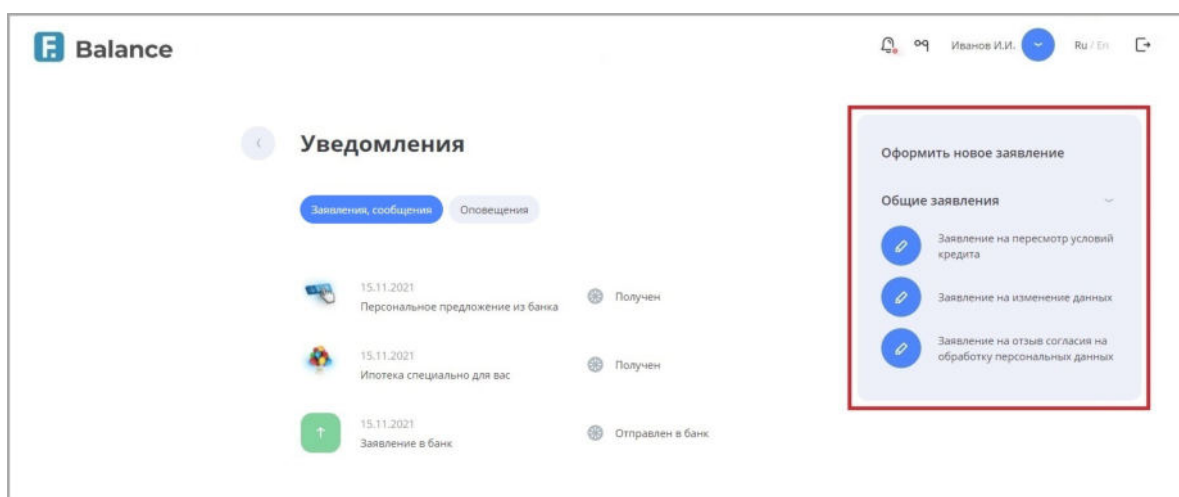 F. Balance
Иванов И.И.
Ru / En
Уведомления
Заявления, сообщения
Оповещения
15.11.2021
Персональное предложение из банка
Получен
15.11.2021
Ипотека специально для вас
Получен
15.11.2021
Заявление в банк
Отправлен в банк
Оформить новое заявление
Общие заявления
Заявление на пересмотр условий
кредита
Заявление на изменение данных
Заявление на отзыв согласия на
обработку персональных данных